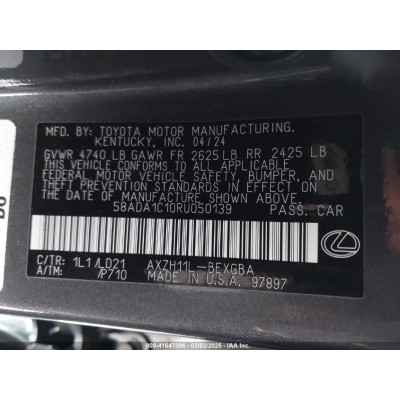 MFD. BY: TOYOTA MOTOR MANUFACTURING,
KENTUCKY, INC. 04/24
GVWR 4740 LB GAWR FR 2625 LB RR 2425 LB
THIS VEHICLE CONFORMS TO ALL APPLICABLE
FEDERAL MOTOR VEHICLE SAFETY, BUMPER, AND
THEFT PREVENTION STANDARDS IN EFFECT ON
THE DATE OF MANUFACTURE SHOWN ABOVE.
58ADA1C10RU050139 PASS. CAR
C/TR: 1L1/LD21 AXZH11L-BEXGBA
A/TM: /P710 MADE IN U.S.A. 97897
000-41647006 - 03/03/2025 - IAA Inc.